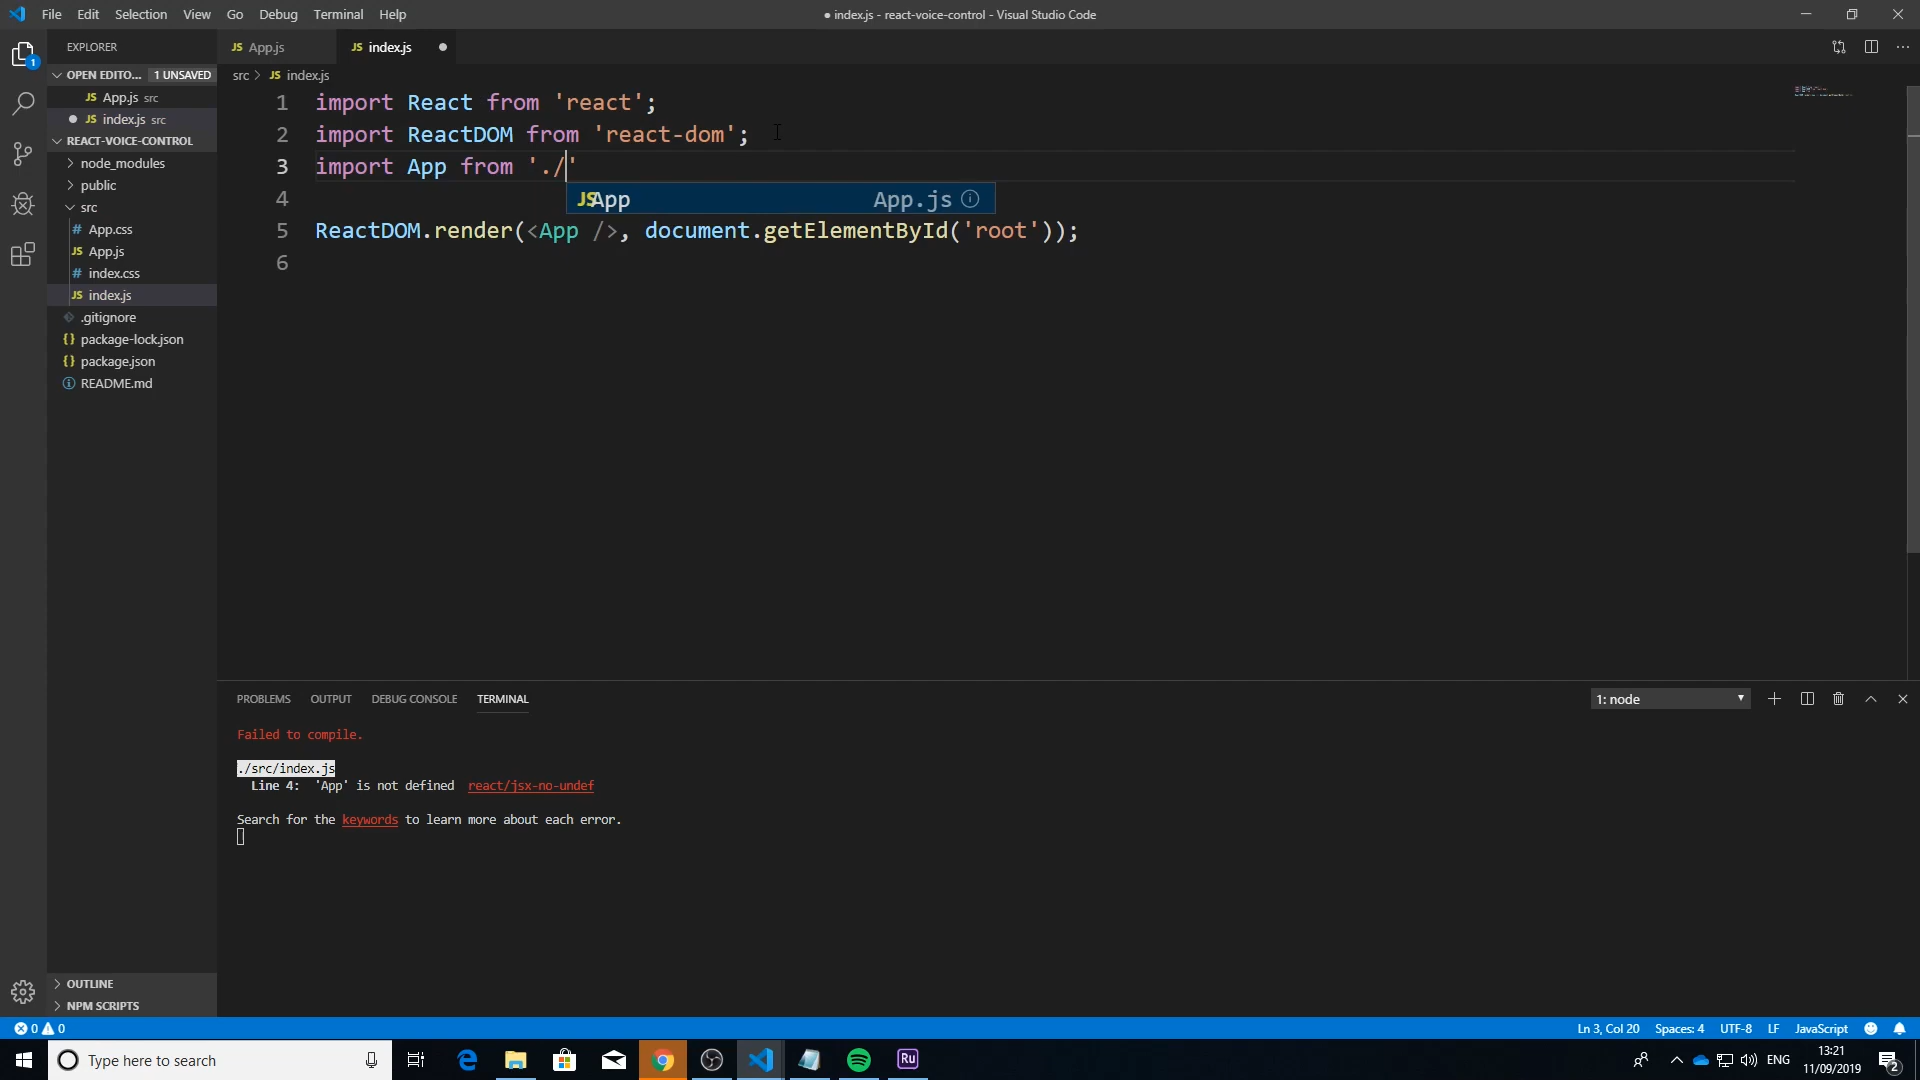 File Edit Selection View Go Debug Terminal Help
● index.js - react-voice-control - Visual Studio Code
EXPLORER
JS App.js
JS index.js ●
OPEN EDITO... 1 UNSAVED
src > JS index.js
JS App.js src
● JS index.js src
REACT-VOICE-CONTROL
node_modules
public
src
# App.css
JS App.js
# index.css
JS index.js
.gitignore
{} package-lock.json
{} package.json
README.md
OUTLINE
NPM SCRIPTS
1
1 import React from 'react';
2 import ReactDOM from 'react-dom';
3 import App from './'
JS App App.js
4
5 ReactDOM.render(<App />, document.getElementById('root'));
6
PROBLEMS OUTPUT DEBUG CONSOLE TERMINAL
1: node
Failed to compile.
./src/index.js
Line 4: 'App' is not defined react/jsx-no-undef
Search for the keywords to learn more about each error.
0 0
Ln 3, Col 20 Spaces: 4 UTF-8 LF JavaScript
Type here to search
Ru
ENG
13:21
11/09/2019
2